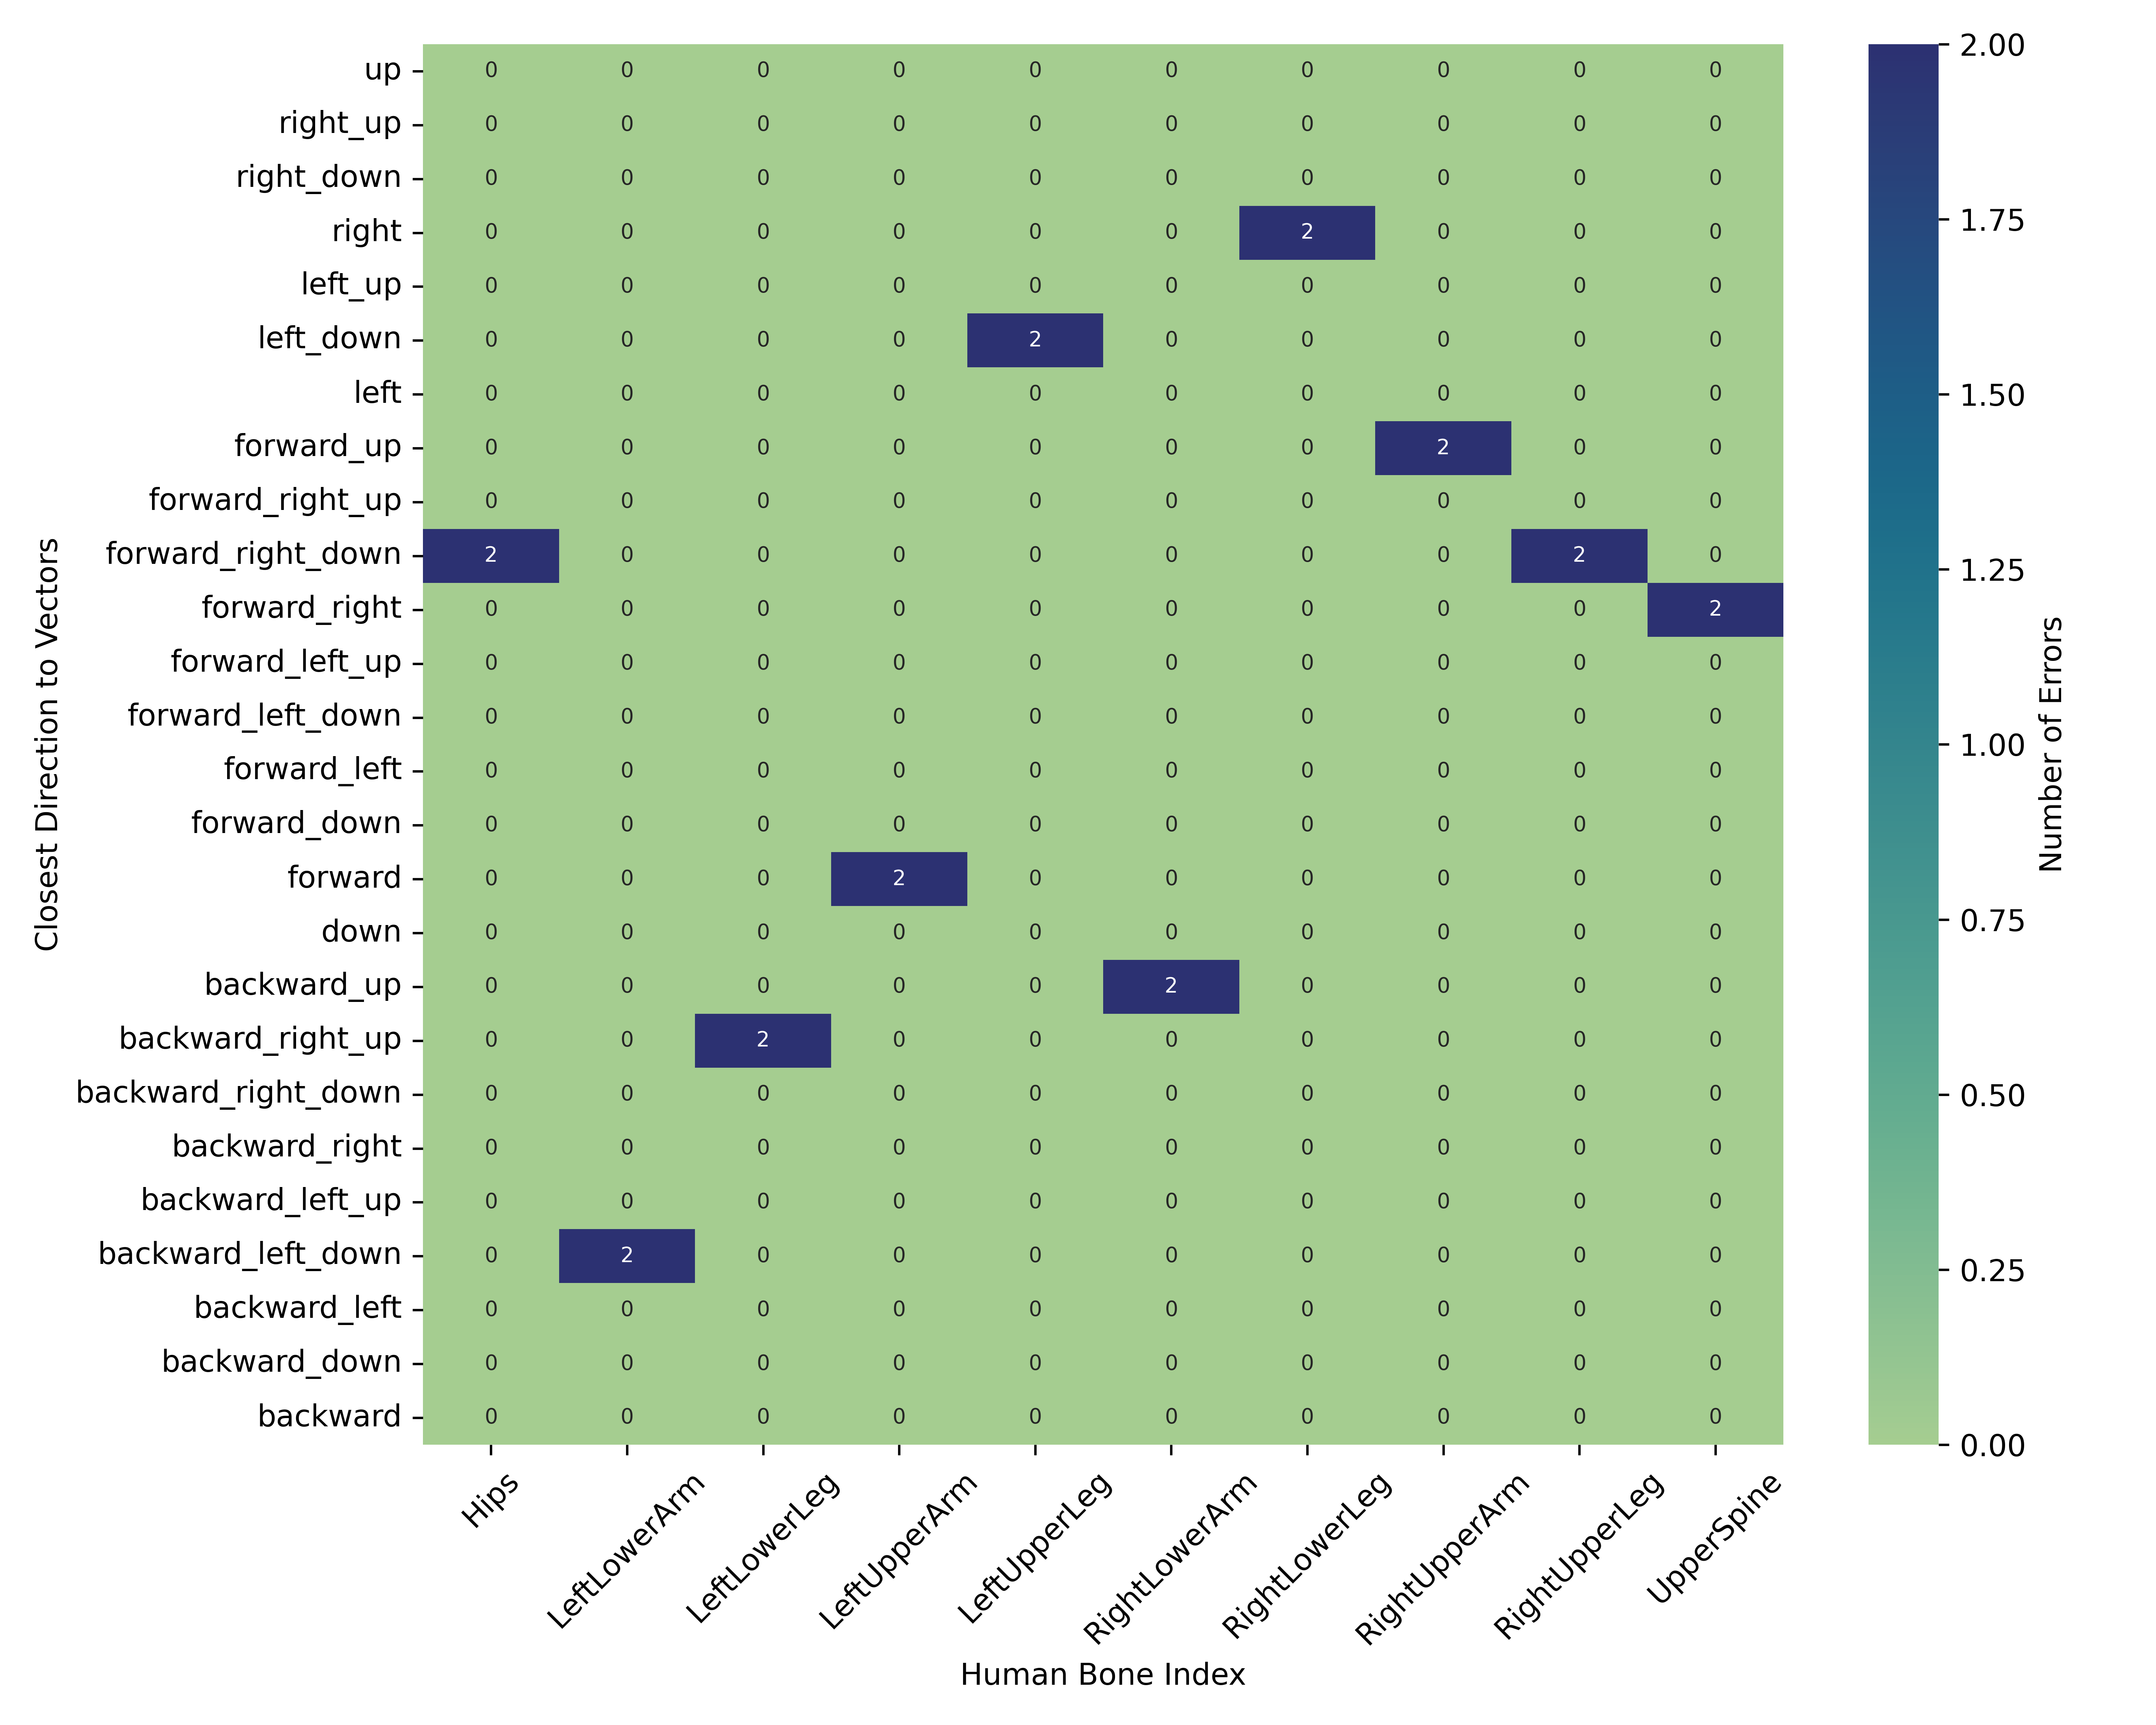 up 0 0 0 0 0 0 0 0 0 0
right_up 0 0 0 0 0 0 0 0 0 0
right_down 0 0 0 0 0 0 0 0 0 0
right 0 0 0 0 0 0 2 0 0 0
left_up 0 0 0 0 0 0 0 0 0 0
left_down 0 0 0 0 2 0 0 0 0 0
left 0 0 0 0 0 0 0 0 0 0
forward_up 0 0 0 0 0 0 0 2 0 0
forward_right_up 0 0 0 0 0 0 0 0 0 0
forward_right_down 2 0 0 0 0 0 0 0 2 0
forward_right 0 0 0 0 0 0 0 0 0 2
forward_left_up 0 0 0 0 0 0 0 0 0 0
forward_left_down 0 0 0 0 0 0 0 0 0 0
forward_left 0 0 0 0 0 0 0 0 0 0
forward_down 0 0 0 0 0 0 0 0 0 0
forward 0 0 0 2 0 0 0 0 0 0
down 0 0 0 0 0 0 0 0 0 0
backward_up 0 0 0 0 0 2 0 0 0 0
backward_right_up 0 0 2 0 0 0 0 0 0 0
backward_right_down 0 0 0 0 0 0 0 0 0 0
backward_right 0 0 0 0 0 0 0 0 0 0
backward_left_up 0 0 0 0 0 0 0 0 0 0
backward_left_down 0 2 0 0 0 0 0 0 0 0
backward_left 0 0 0 0 0 0 0 0 0 0
backward_down 0 0 0 0 0 0 0 0 0 0
backward 0 0 0 0 0 0 0 0 0 0
Closest Direction to Vectors
Hips
LeftLowerArm
LeftLowerLeg
LeftUpperArm
LeftUpperLeg
RightLowerArm
RightLowerLeg
RightUpperArm
RightUpperLeg
UpperSpine
Human Bone Index
2.00
1.75
1.50
1.25
1.00
0.75
0.50
0.25
0.00
Number of Errors